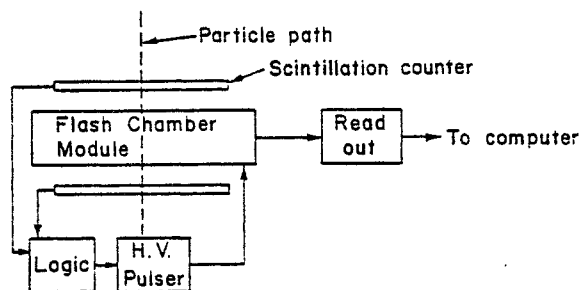 Particle path
Scintillation counter
Flash Chamber
Module
Read
out
To computer
Logic
H.V.
Pulser